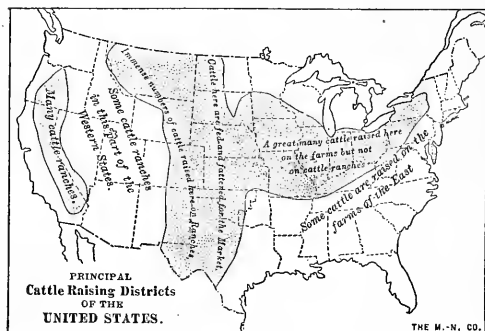 Many cattle ranches.
Some cattle ranches
in this part of the
Western States.
Immense numbers of cattle raised here on Ranches
Cattle here are fed and fattened for the Market.
A great many cattle raised here
on the farms but not
on cattle ranches
Some cattle are raised on the
farms of the East
PRINCIPAL
Cattle Raising Districts
OF THE
UNITED STATES.
THE M.-N. CO.